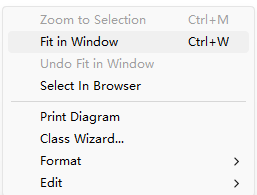 Zoom to Selection Ctrl+M
Fit in Window Ctrl+W
Undo Fit in Window
Select In Browser
Print Diagram
Class Wizard...
Format
Edit